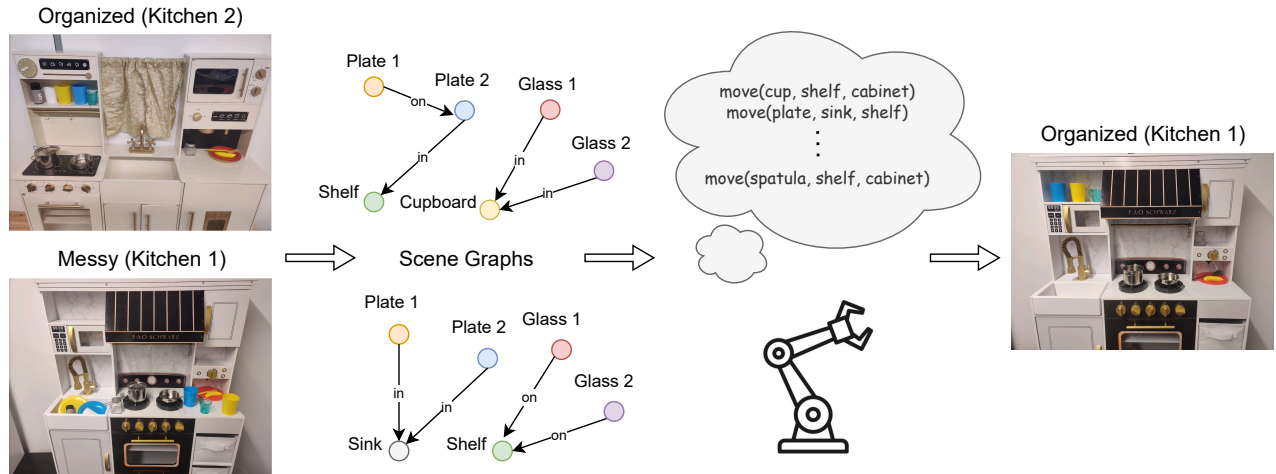 Organized (Kitchen 2)
Plate 1
Plate 2
Glass 1
on
in
in
Glass 2
in
Shelf
Cupboard
move(cup, shelf, cabinet)
move(plate, sink, shelf)
move(spatula, shelf, cabinet)
Organized (Kitchen 1)
F.A.O SCHWARZ
Messy (Kitchen 1)
Scene Graphs
F.A.O SCHWARZ
Plate 1
Plate 2
Glass 1
Glass 2
in
in
on
on
Sink
Shelf